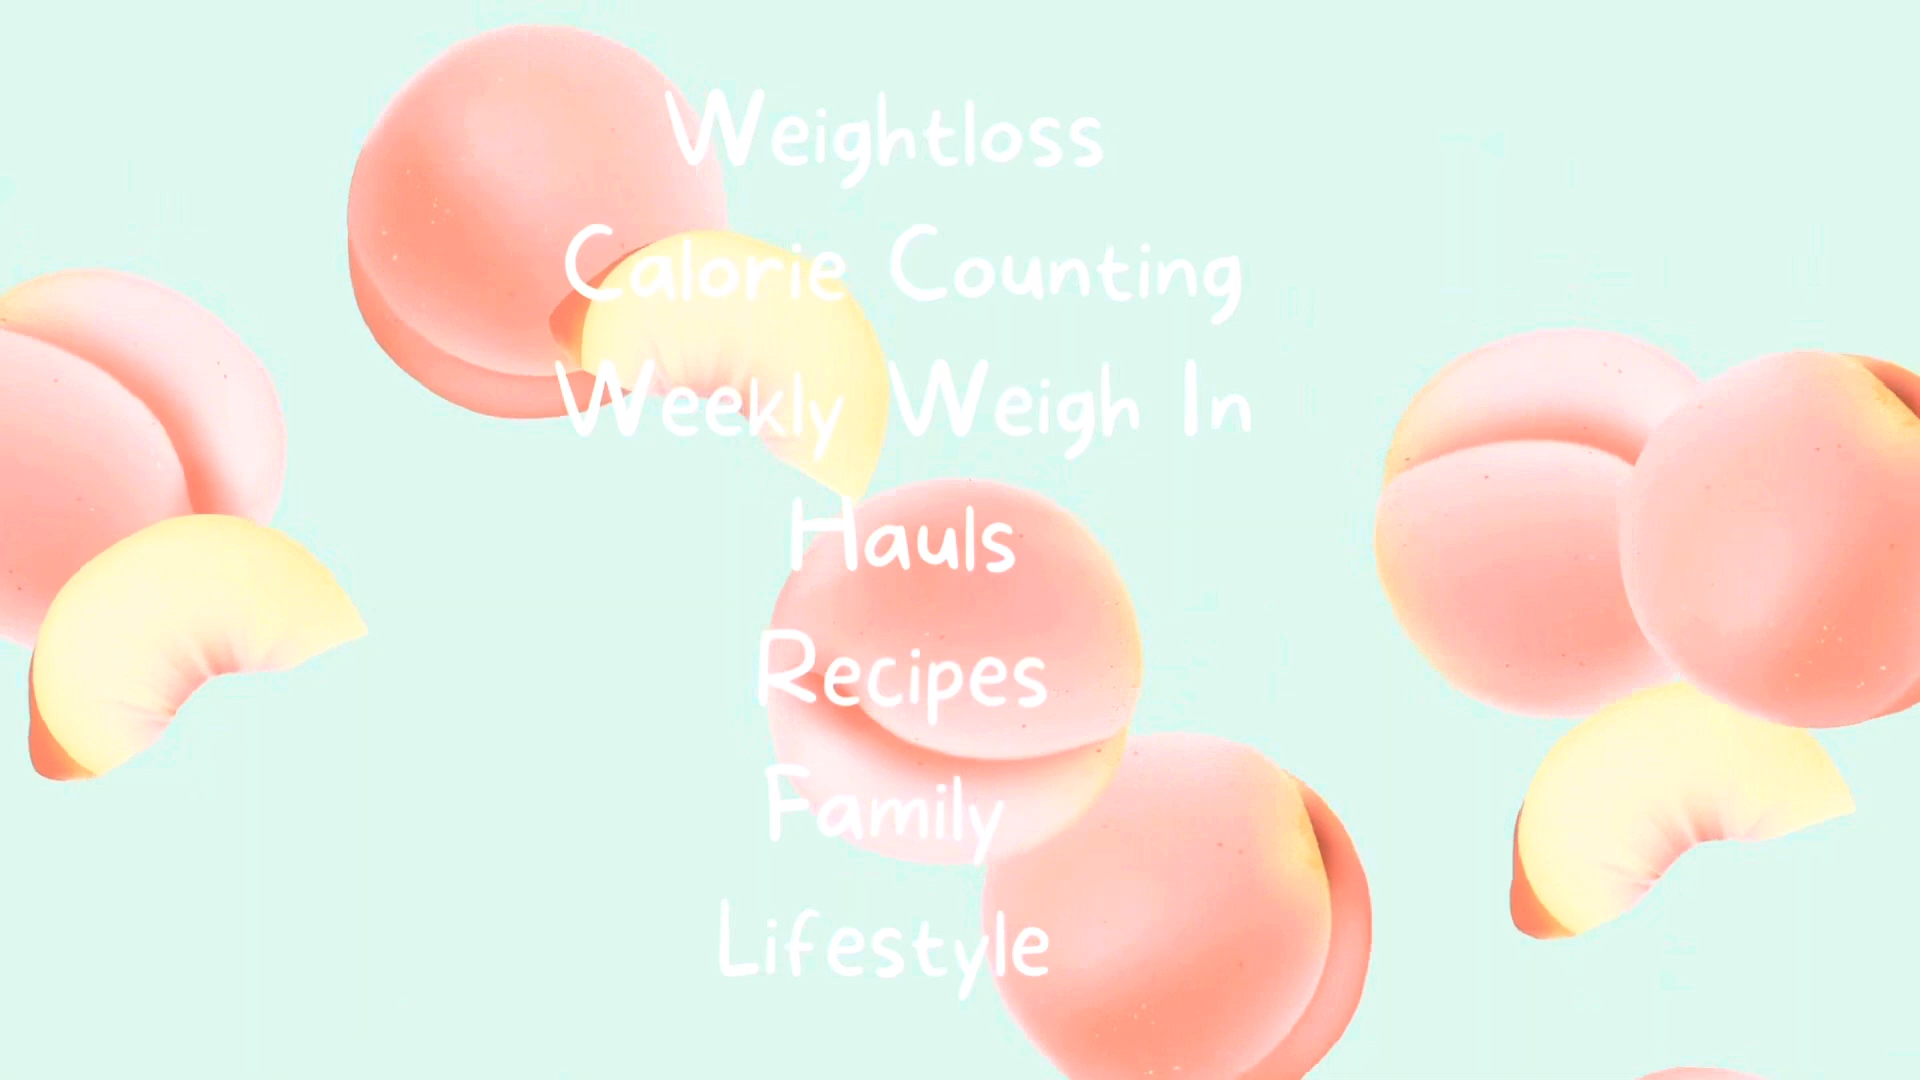 Weightloss
Calorie Counting
Weekly Weigh In
Hauls
Recipes
Family
Lifestyle